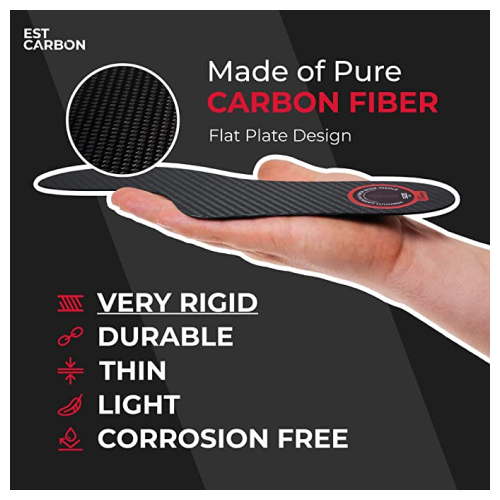 EST
CARBON
Made of Pure
CARBON FIBER
Flat Plate Design
VERY RIGID
DURABLE
THIN
LIGHT
CORROSION FREE